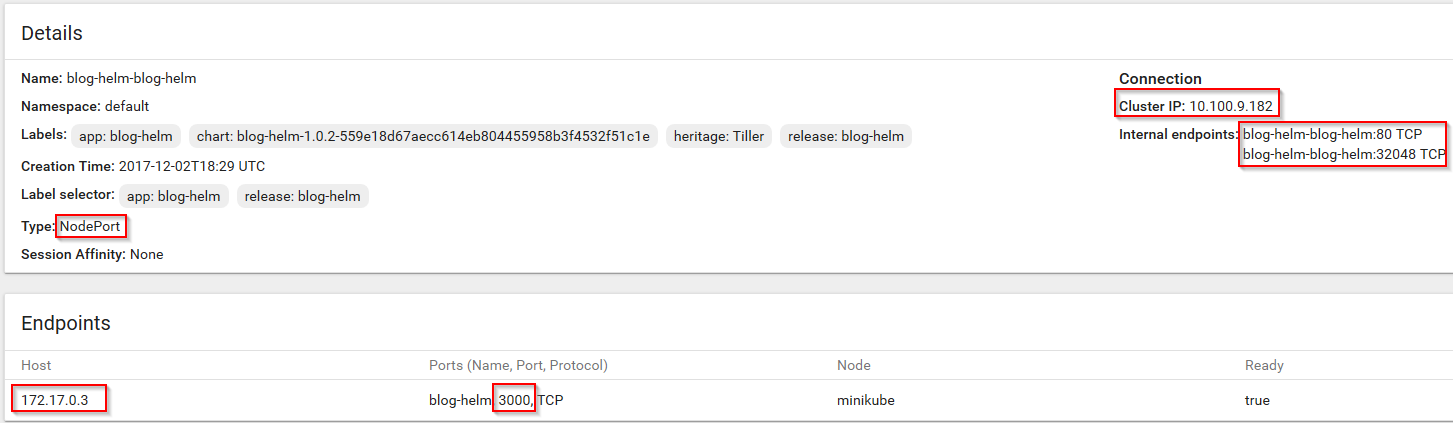 Details
Name: blog-helm-blog-helm
Namespace: default
Labels: app: blog-helm chart: blog-helm-1.0.2-559e18d67aecc614eb804455958b3f4532f51c1e heritage: Tiller release: blog-helm
Creation Time: 2017-12-02T18:29 UTC
Label selector: app: blog-helm release: blog-helm
Type: NodePort
Session Affinity: None
Connection
Cluster IP: 10.100.9.182
Internal endpoints: blog-helm-blog-helm:80 TCP
blog-helm-blog-helm:32048 TCP
Endpoints
Host Ports (Name, Port, Protocol) Node Ready
172.17.0.3 blog-helm, 3000, TCP minikube true